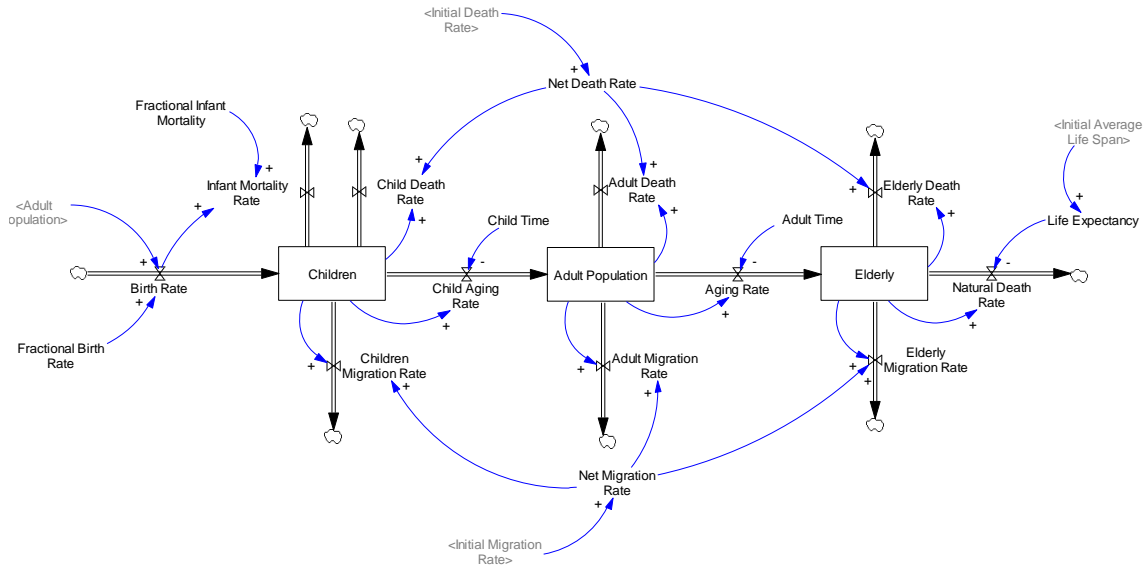 <Initial Death
Rate>
Net Death Rate
Fractional Infant
Mortality
<Initial Average
Life Span>
Infant Mortality
Rate
Child Death
Rate
Adult Death
Rate
Elderly Death
Rate
<Adult
opulation>
Child Time
Adult Time
Life Expectancy
Children
Adult Population
Elderly
Birth Rate
Child Aging
Rate
Aging Rate
Natural Death
Rate
Fractional Birth
Rate
Children
Migration Rate
Adult Migration
Rate
Elderly
Migration Rate
Net Migration
Rate
<Initial Migration
Rate>